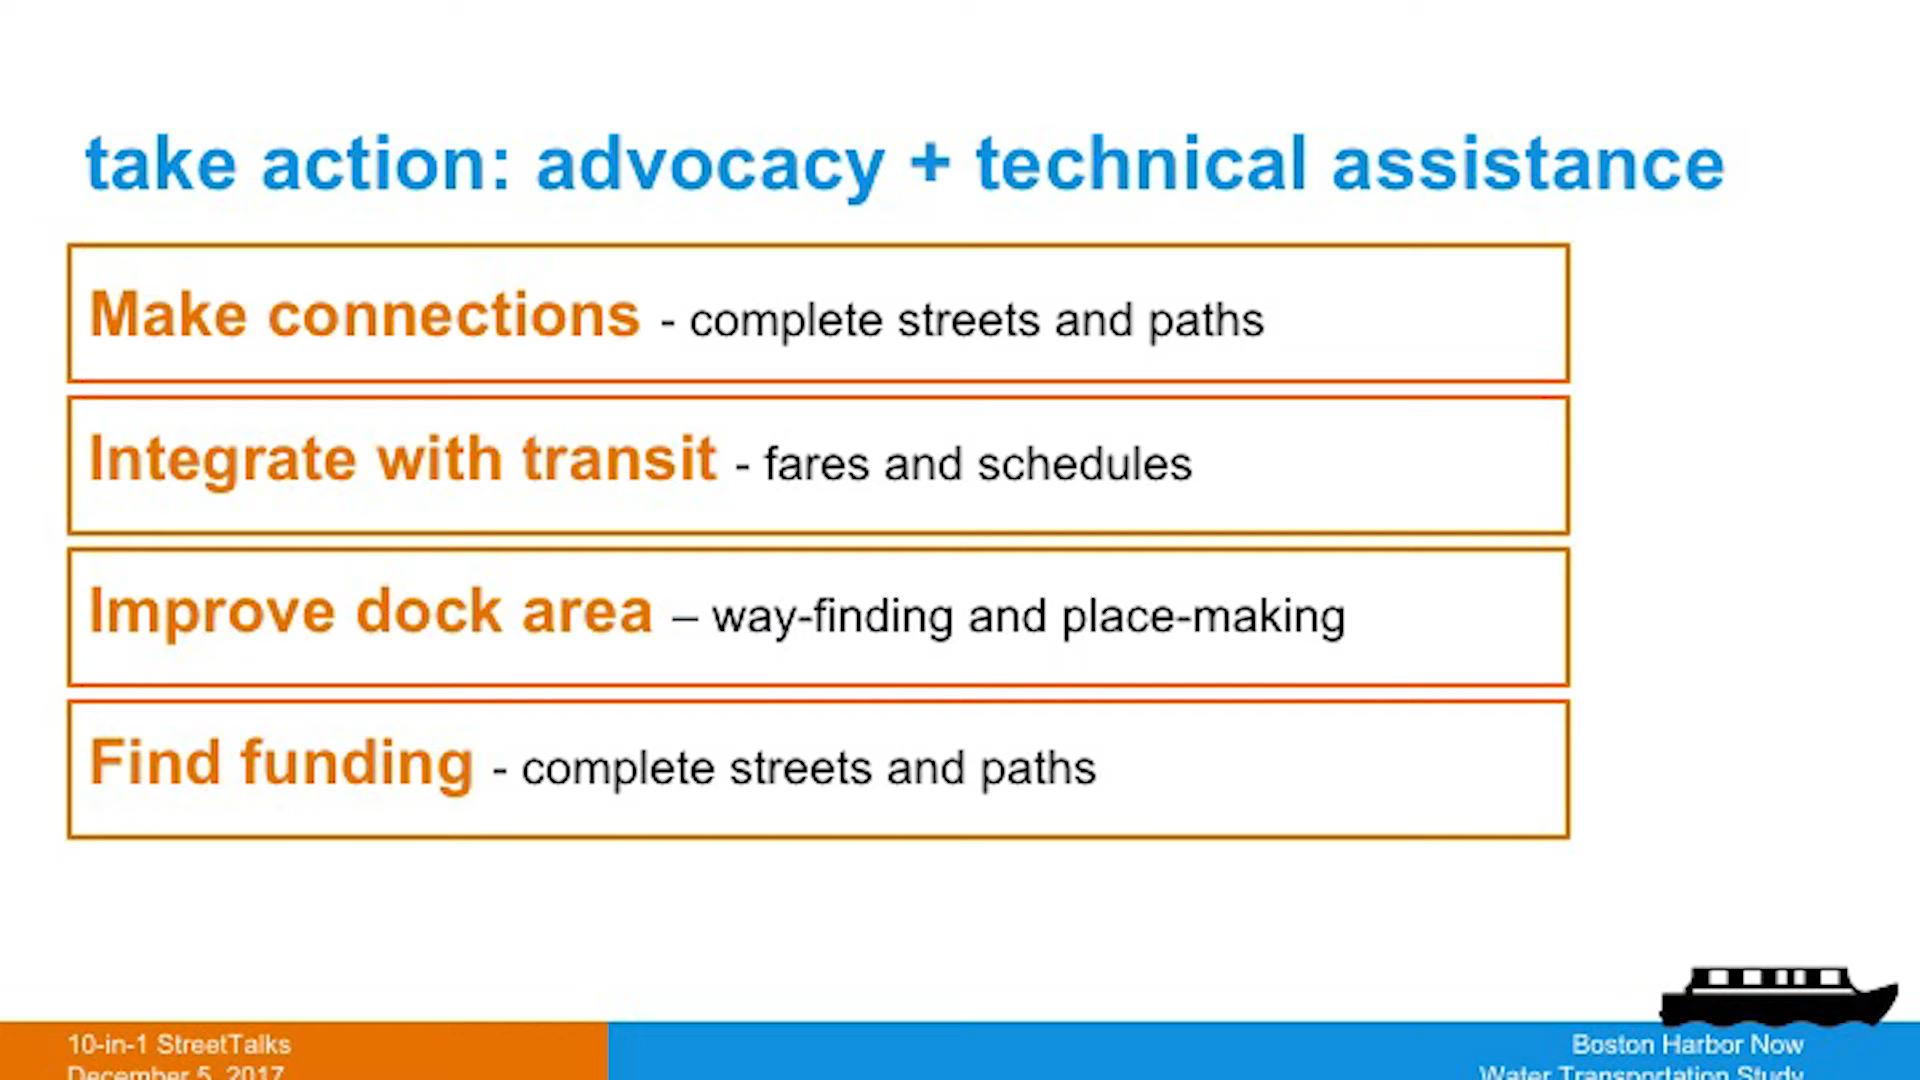 take action: advocacy + technical assistance
Make connections - complete streets and paths
Integrate with transit - fares and schedules
Improve dock area – way-finding and place-making
Find funding - complete streets and paths
10-in-1 StreetTalks
December 5, 2017
Boston Harbor Now
Water Transportation Study